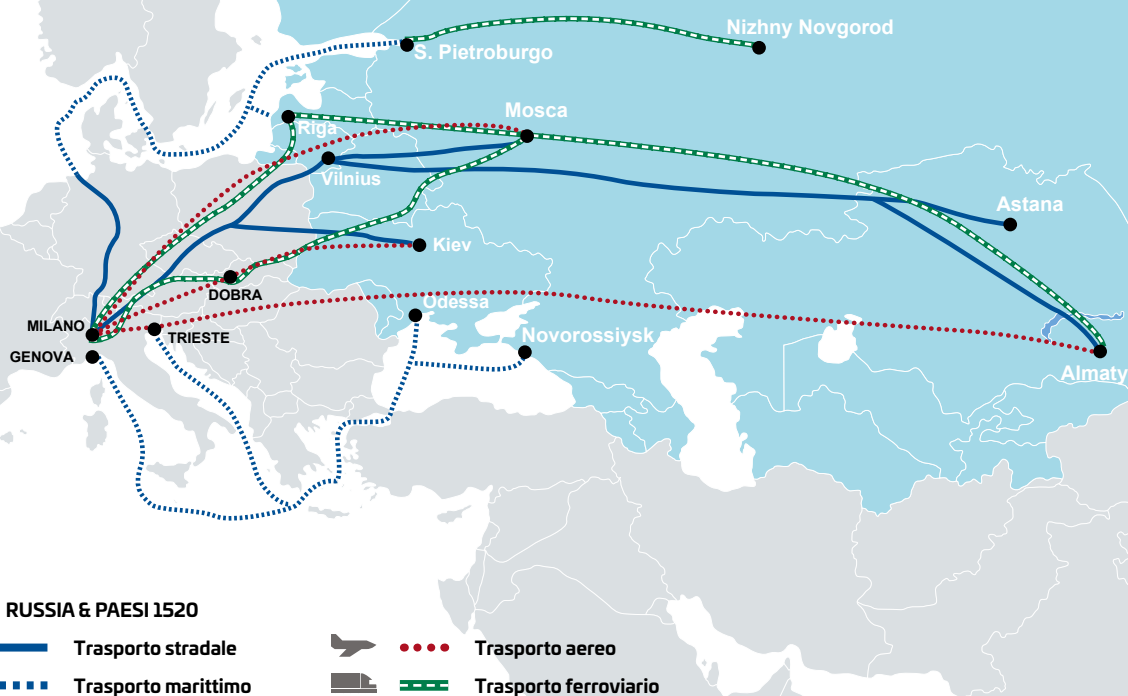 Nizhny Novgorod
S. Pietroburgo
Mosca
Riga
Vilnius
Astana
Kiev
DOBRA
Odessa
MILANO
TRIESTE
Novorossiysk
GENOVA
Almaty
RUSSIA & PAESI 1520
Trasporto stradale
Trasporto aereo
Trasporto marittimo
Trasporto ferroviario